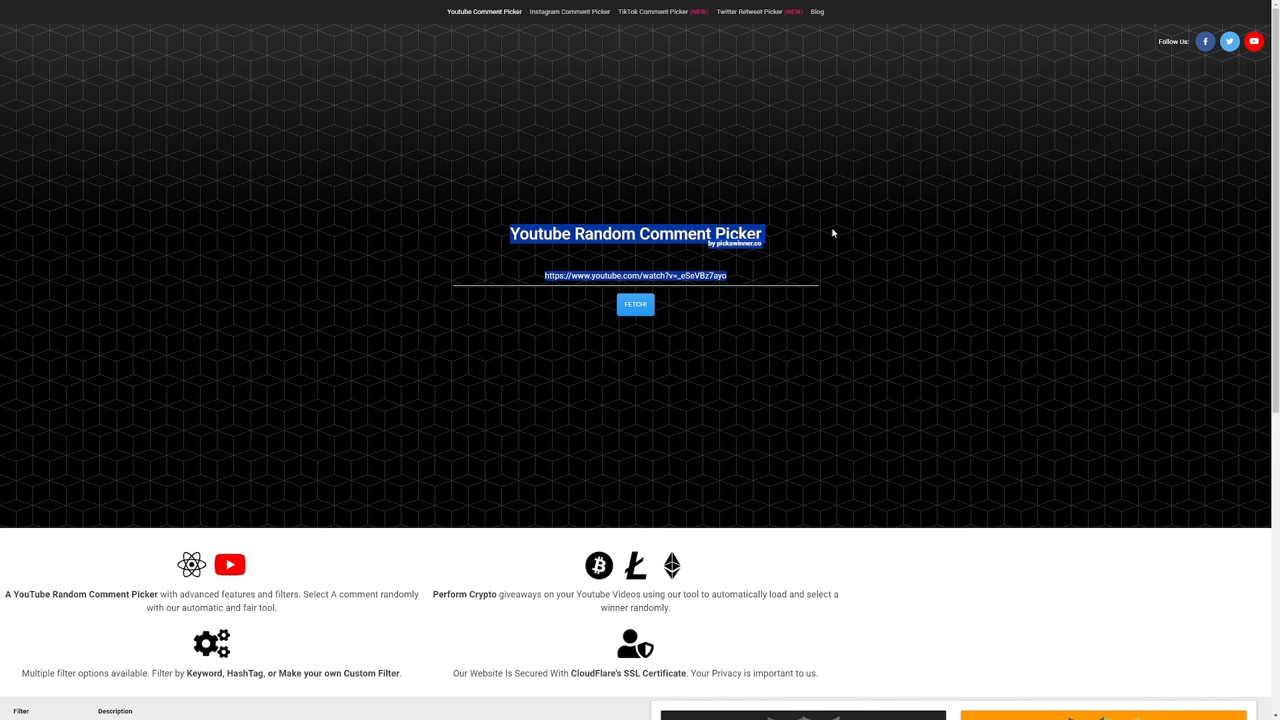 Youtube Comment Picker Instagram Comment Picker TikTok Comment Picker (NEW) Twitter Retweet Picker (NEW) Blog
Follow Us:
Youtube Random Comment Picker
by pickawinner.co
https://www.youtube.com/watch?v=_eSeVBz7ayo
FETCH!
A YouTube Random Comment Picker with advanced features and filters. Select A comment randomly
with our automatic and fair tool.
Perform Crypto giveaways on your Youtube Videos using our tool to automatically load and select a
winner randomly.
Multiple filter options available. Filter by Keyword, HashTag, or Make your own Custom Filter.
Our Website Is Secured With CloudFlare's SSL Certificate. Your Privacy is important to us.
Filter Description